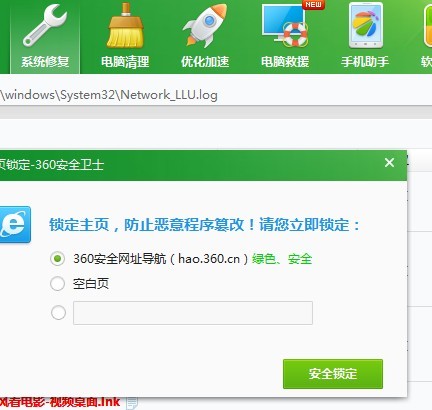 NEW
系统修复 电脑清理 优化加速 电脑救援 手机助手
\windows\System32\Network_LLU.log
页锁定-360安全卫士
锁定主页，防止恶意程序篡改！请您立即锁定：
360安全网址导航（hao.360.cn）绿色、安全
空白页
安全锁定
风看电影-视频桌面.lnk